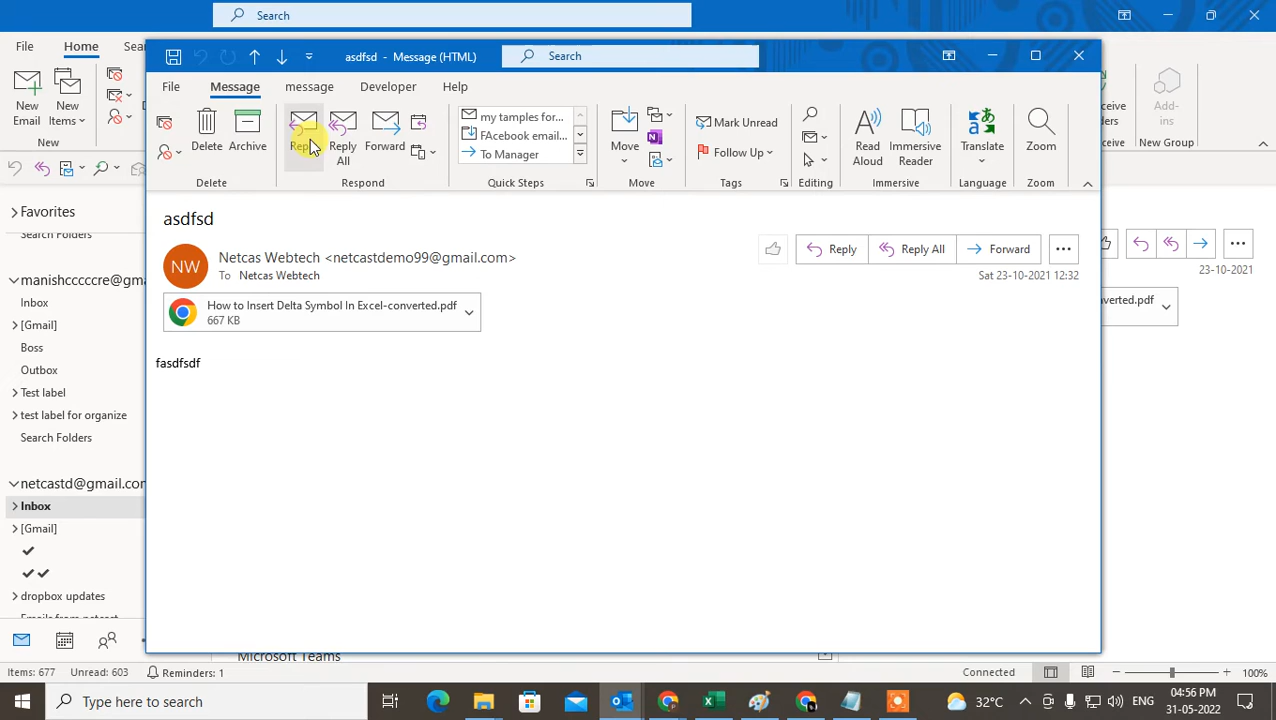 Search
File
Home
Sear
asdfsd - Message (HTML)
Search
File
Message
message
Developer
Help
New
Email
New
Items
New
Delete
Archive
Delete
Reply
Reply
All
Forward
Respond
my tamples for...
FAcebook email...
To Manager
Quick Steps
Move
Move
Mark Unread
Follow Up
Tags
Editing
Read
Aloud
Immersive
Reader
Immersive
Translate
Language
Zoom
Zoom
Add-
ins
New Group
Favorites
Search Folders
manishcccccre@gma
Inbox
[Gmail]
Boss
Outbox
Test label
test label for organize
Search Folders
netcastd@gmail.com
Inbox
[Gmail]
dropbox updates
asdfsd
NW
Netcas Webtech <netcastdemo99@gmail.com>
To Netcas Webtech
Reply
Reply All
Forward
Sat 23-10-2021 12:32
How to Insert Delta Symbol In Excel-converted.pdf
667 KB
fasdfsdf
23-10-2021
nverted.pdf
Microsoft Teams
Items: 677
Unread: 603
Reminders: 1
Connected
100%
Type here to search
32°C
ENG
04:56 PM
31-05-2022